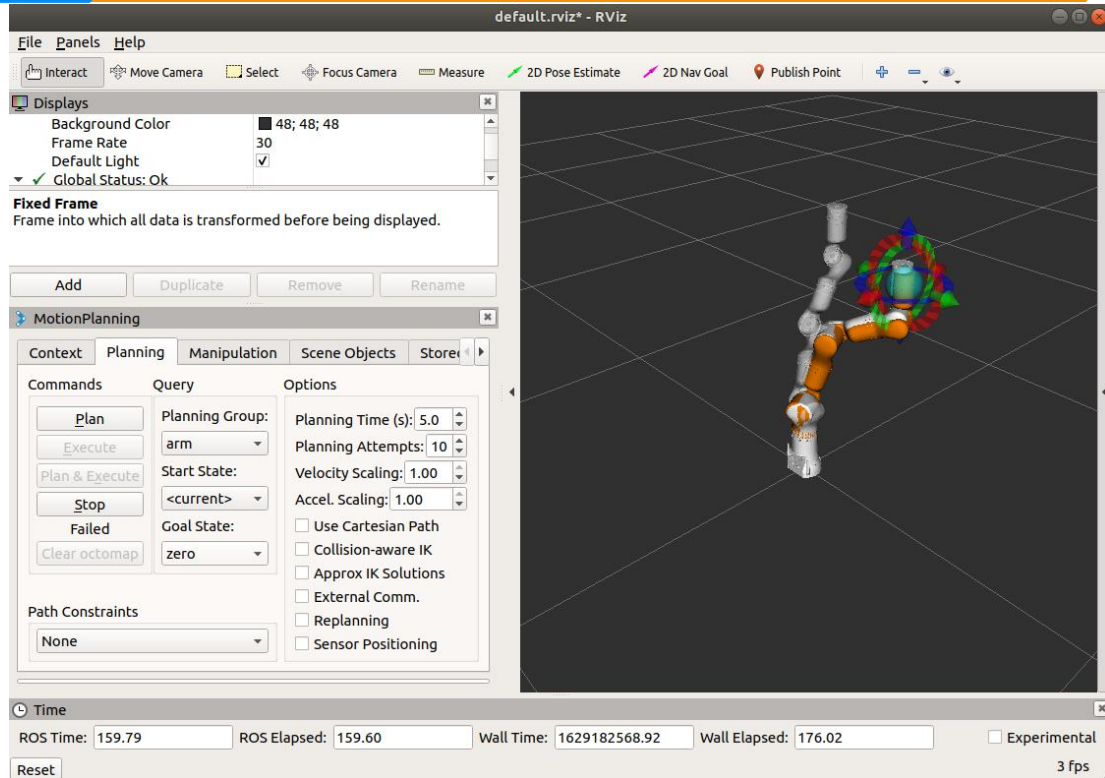 default.rviz* - RViz
File Panels Help
Interact Move Camera Select Focus Camera Measure 2D Pose Estimate 2D Nav Goal Publish Point
Displays
Background Color 48; 48; 48
Frame Rate 30
Default Light
Global Status: Ok
Fixed Frame
Frame into which all data is transformed before being displayed.
Add Duplicate Remove Rename
MotionPlanning
Context Planning Manipulation Scene Objects Store
Commands Query Options
Plan Planning Group: Planning Time (s): 5.0
Execute arm Planning Attempts: 10
Plan & Execute Start State: Velocity Scaling: 1.00
Stop <current> Accel. Scaling: 1.00
Failed Goal State: Use Cartesian Path
Clear octomap zero Collision-aware IK
Approx IK Solutions
External Comm.
Path Constraints Replanning
None Sensor Positioning
Time
ROS Time: 159.79 ROS Elapsed: 159.60 Wall Time: 1629182568.92 Wall Elapsed: 176.02 Experimental
Reset 3 fps